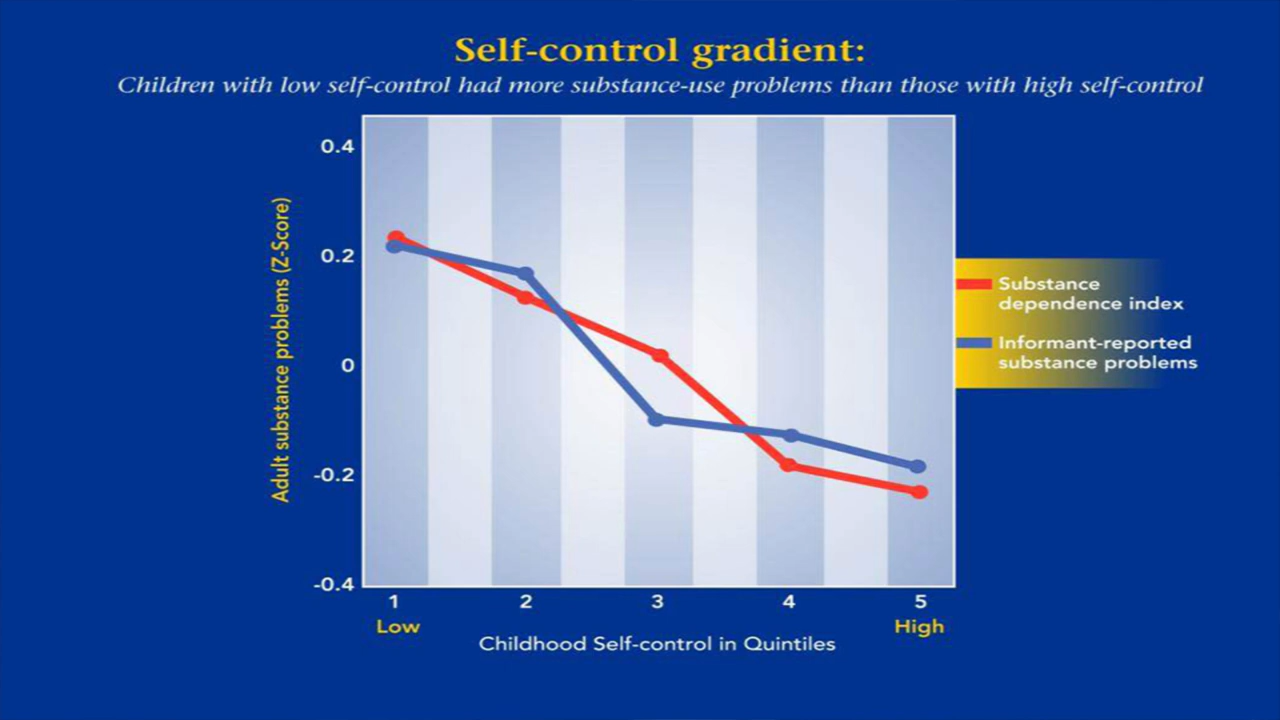 Self-control gradient:
Children with low self-control had more substance-use problems than those with high self-control
Adult substance problems (Z-Score)
0.4
0.2
0
-0.2
-0.4
1
2
3
4
5
Low
High
Childhood Self-control in Quintiles
Substance
dependence index
Informant-reported
substance problems